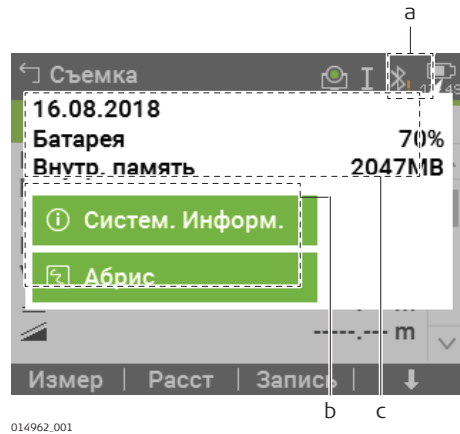 a
Съемка
I
16.08.2018
Батарея 70%
Внутр. память 2047MB
Систем. Информ.
Абрис
-----.--- m
Измер | Расст | Запись |
b c
014962_001